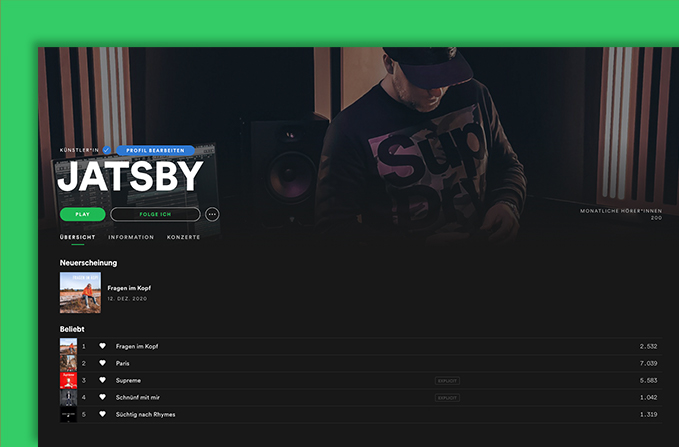 KÜNSTLER*IN
PROFIL BEARBEITEN
JATSBY
PLAY
FOLGE ICH
MONATLICHE HÖRER*INNEN
200
ÜBERSICHT
INFORMATION
KONZERTE
Neuerscheinung
Fragen im Kopf
12. DEZ. 2020
Beliebt
1 Fragen im Kopf 2.532
2 Paris 7.039
3 Supreme EXPLICIT 5.583
4 Schnünf mit mir EXPLICIT 1.042
5 Süchtig nach Rhymes 1.319
Sup